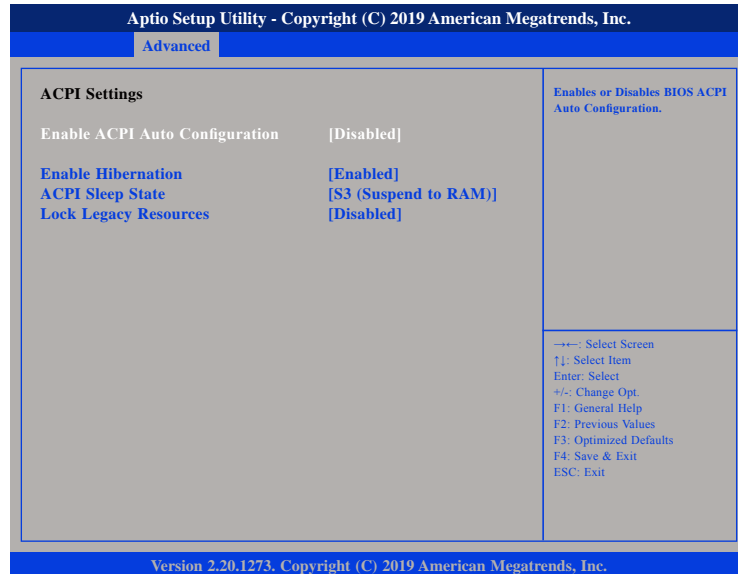 Aptio Setup Utility - Copyright (C) 2019 American Megatrends, Inc.
Advanced
ACPI Settings
Enable ACPI Auto Configuration [Disabled]
Enable Hibernation [Enabled]
ACPI Sleep State [S3 (Suspend to RAM)]
Lock Legacy Resources [Disabled]
Enables or Disables BIOS ACPI
Auto Configuration.
→←: Select Screen
↑↓: Select Item
Enter: Select
+/-: Change Opt.
F1: General Help
F2: Previous Values
F3: Optimized Defaults
F4: Save & Exit
ESC: Exit
Version 2.20.1273. Copyright (C) 2019 American Megatrends, Inc.